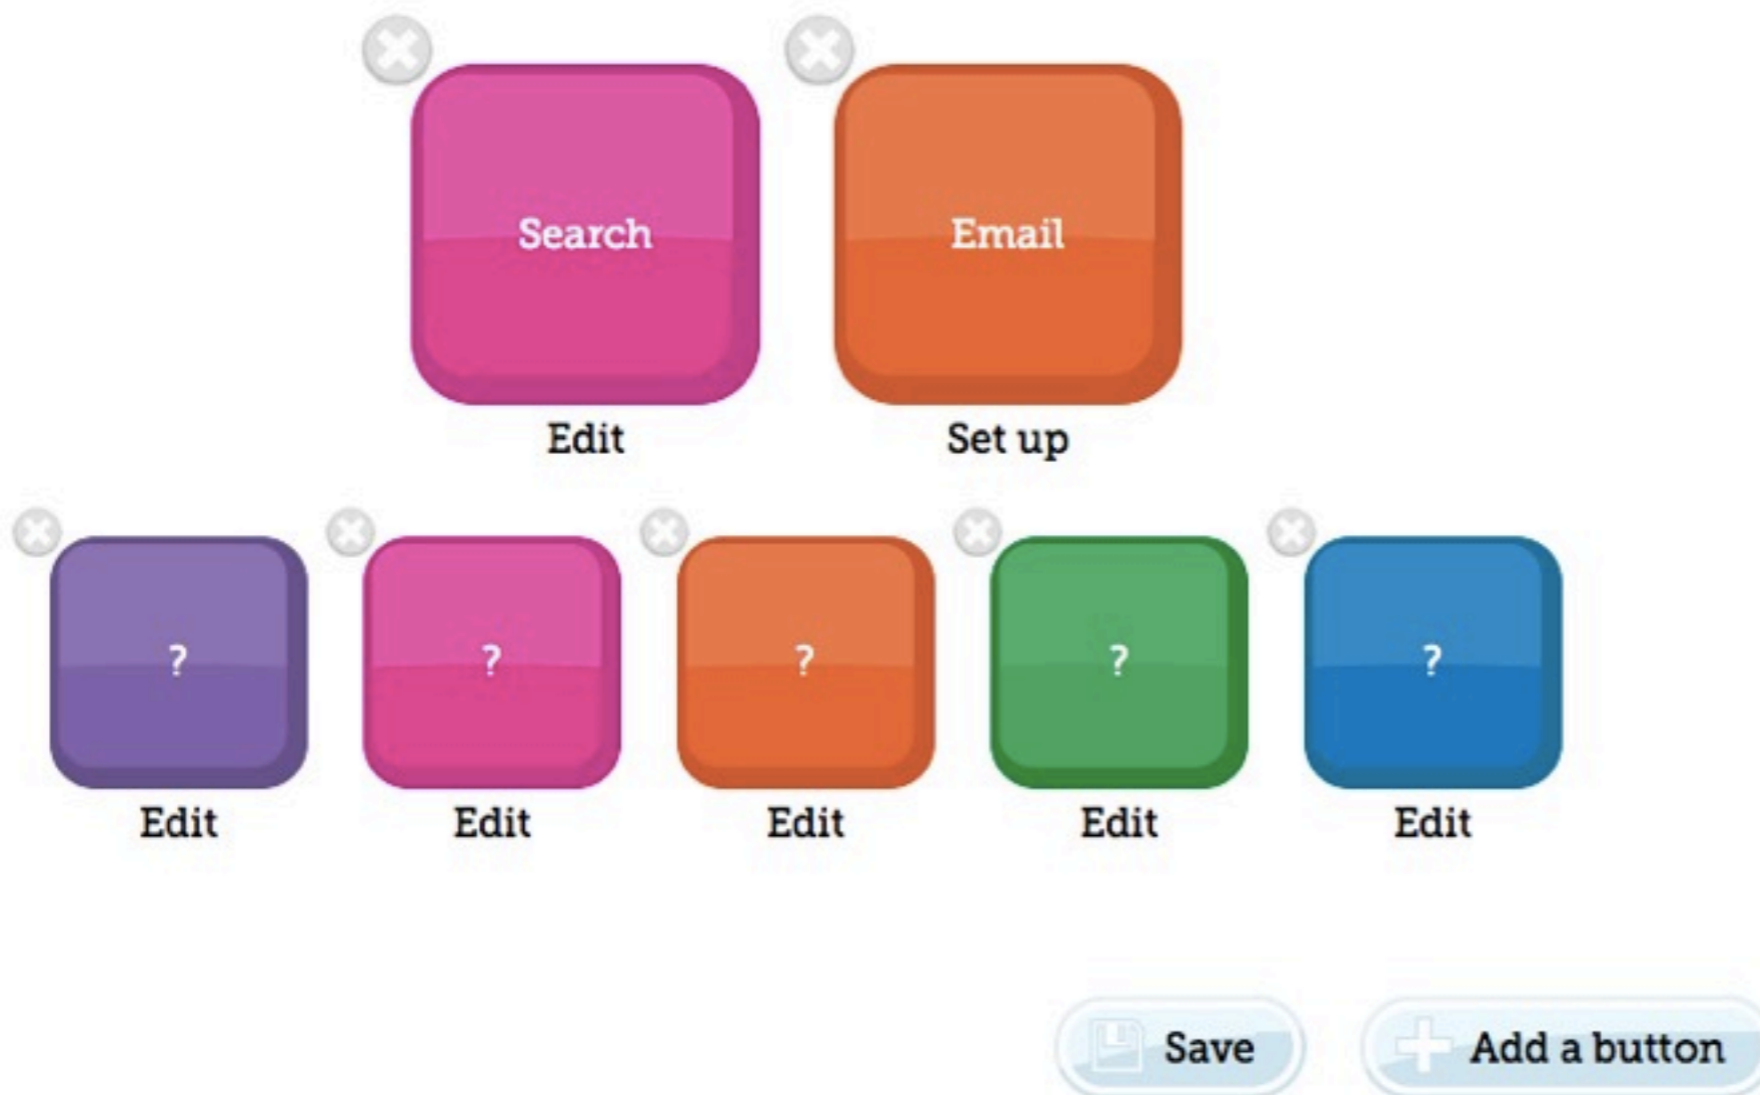 Search Email
Edit Set up
? ? ? ? ?
Edit Edit Edit Edit Edit
Save Add a button